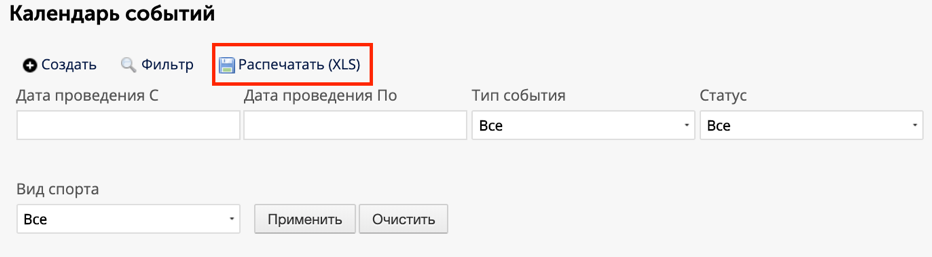 Календарь событий
Создать Фильтр Распечатать (XLS)
Дата проведения С Дата проведения По Тип события Статус
Все Все
Вид спорта
Все Применить Очистить